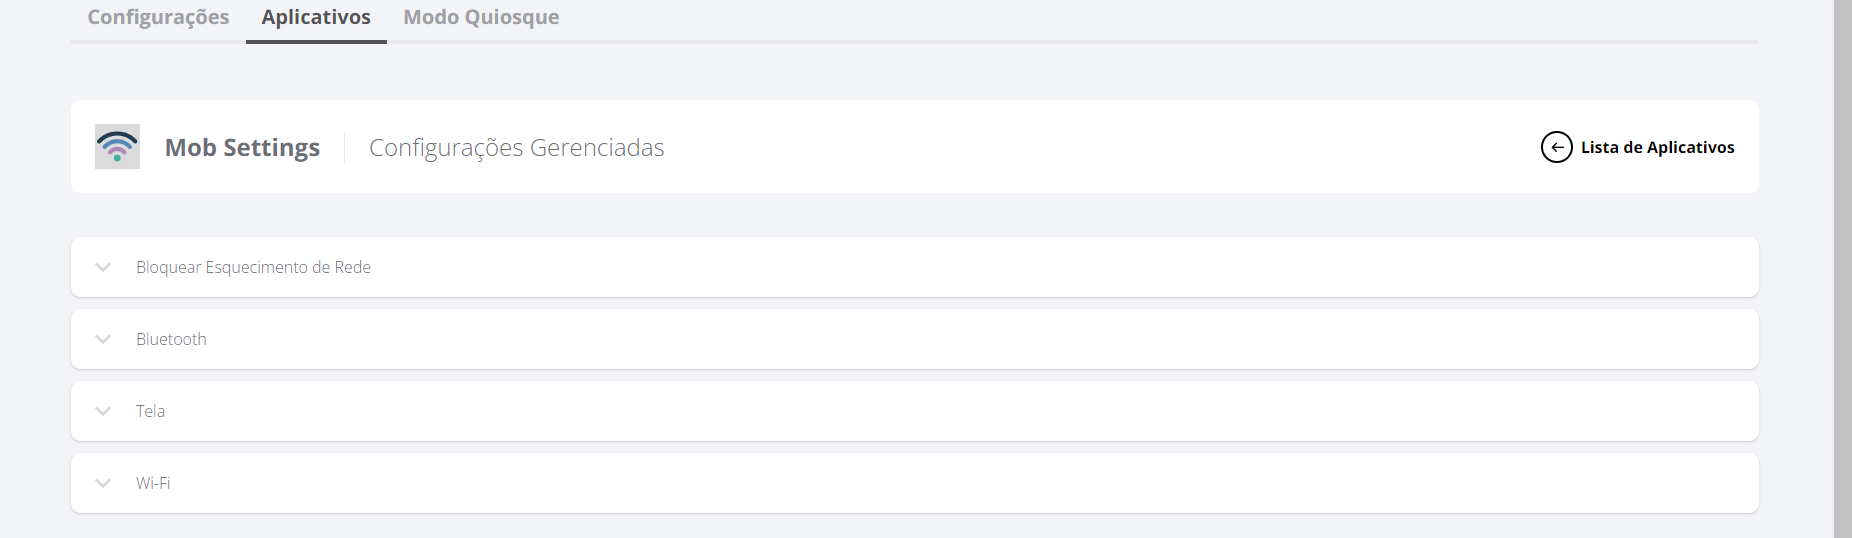 Configurações Aplicativos Modo Quiosque
Mob Settings Configurações Gerenciadas Lista de Aplicativos
Bloquear Esquecimento de Rede
Bluetooth
Tela
Wi-Fi